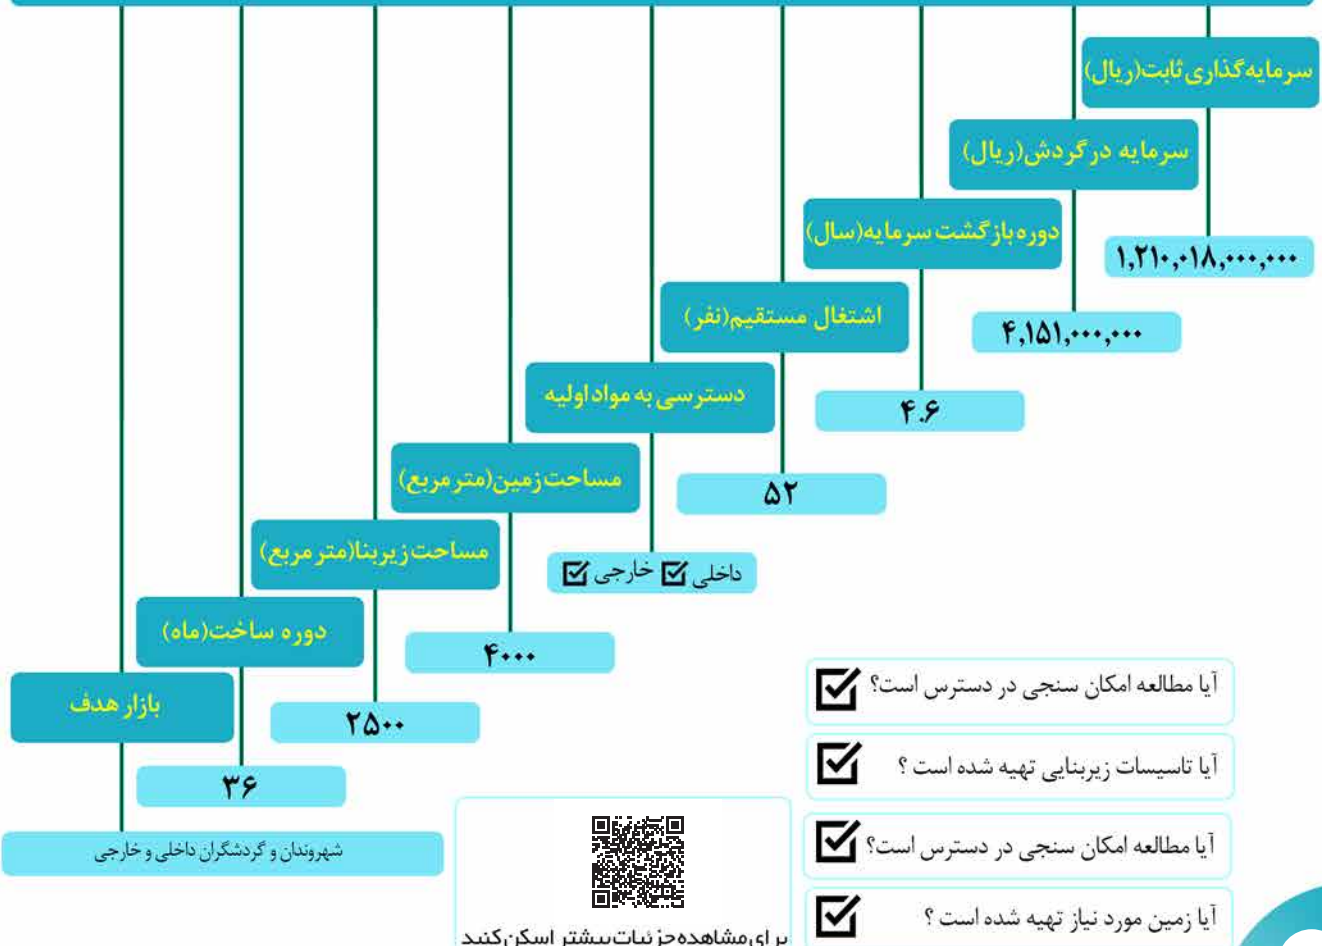 سرمایه‌گذاری ثابت(ریال)
۱,۲۱۰,۰۱۸,۰۰۰,۰۰۰
سرمایه در گردش(ریال)
۴,۱۵۱,۰۰۰,۰۰۰
دوره بازگشت سرمایه(سال)
۴.۶
اشتغال مستقیم(نفر)
۵۲
دسترسی به مواد اولیه
داخلی ☑ خارجی ☑
مساحت زمین(متر مربع)
۴۰۰۰
مساحت زیربنا(متر مربع)
۲۵۰۰
دوره ساخت(ماه)
۳۶
بازار هدف
شهروندان و گردشگران داخلی و خارجی
آیا مطالعه امکان سنجی در دسترس است؟ ☑
آیا تاسیسات زیربنایی تهیه شده است ؟ ☑
آیا مطالعه امکان سنجی در دسترس است؟ ☑
آیا زمین مورد نیاز تهیه شده است ؟ ☑
برای مشاهده جزئیات بیشتر اسکن کنید